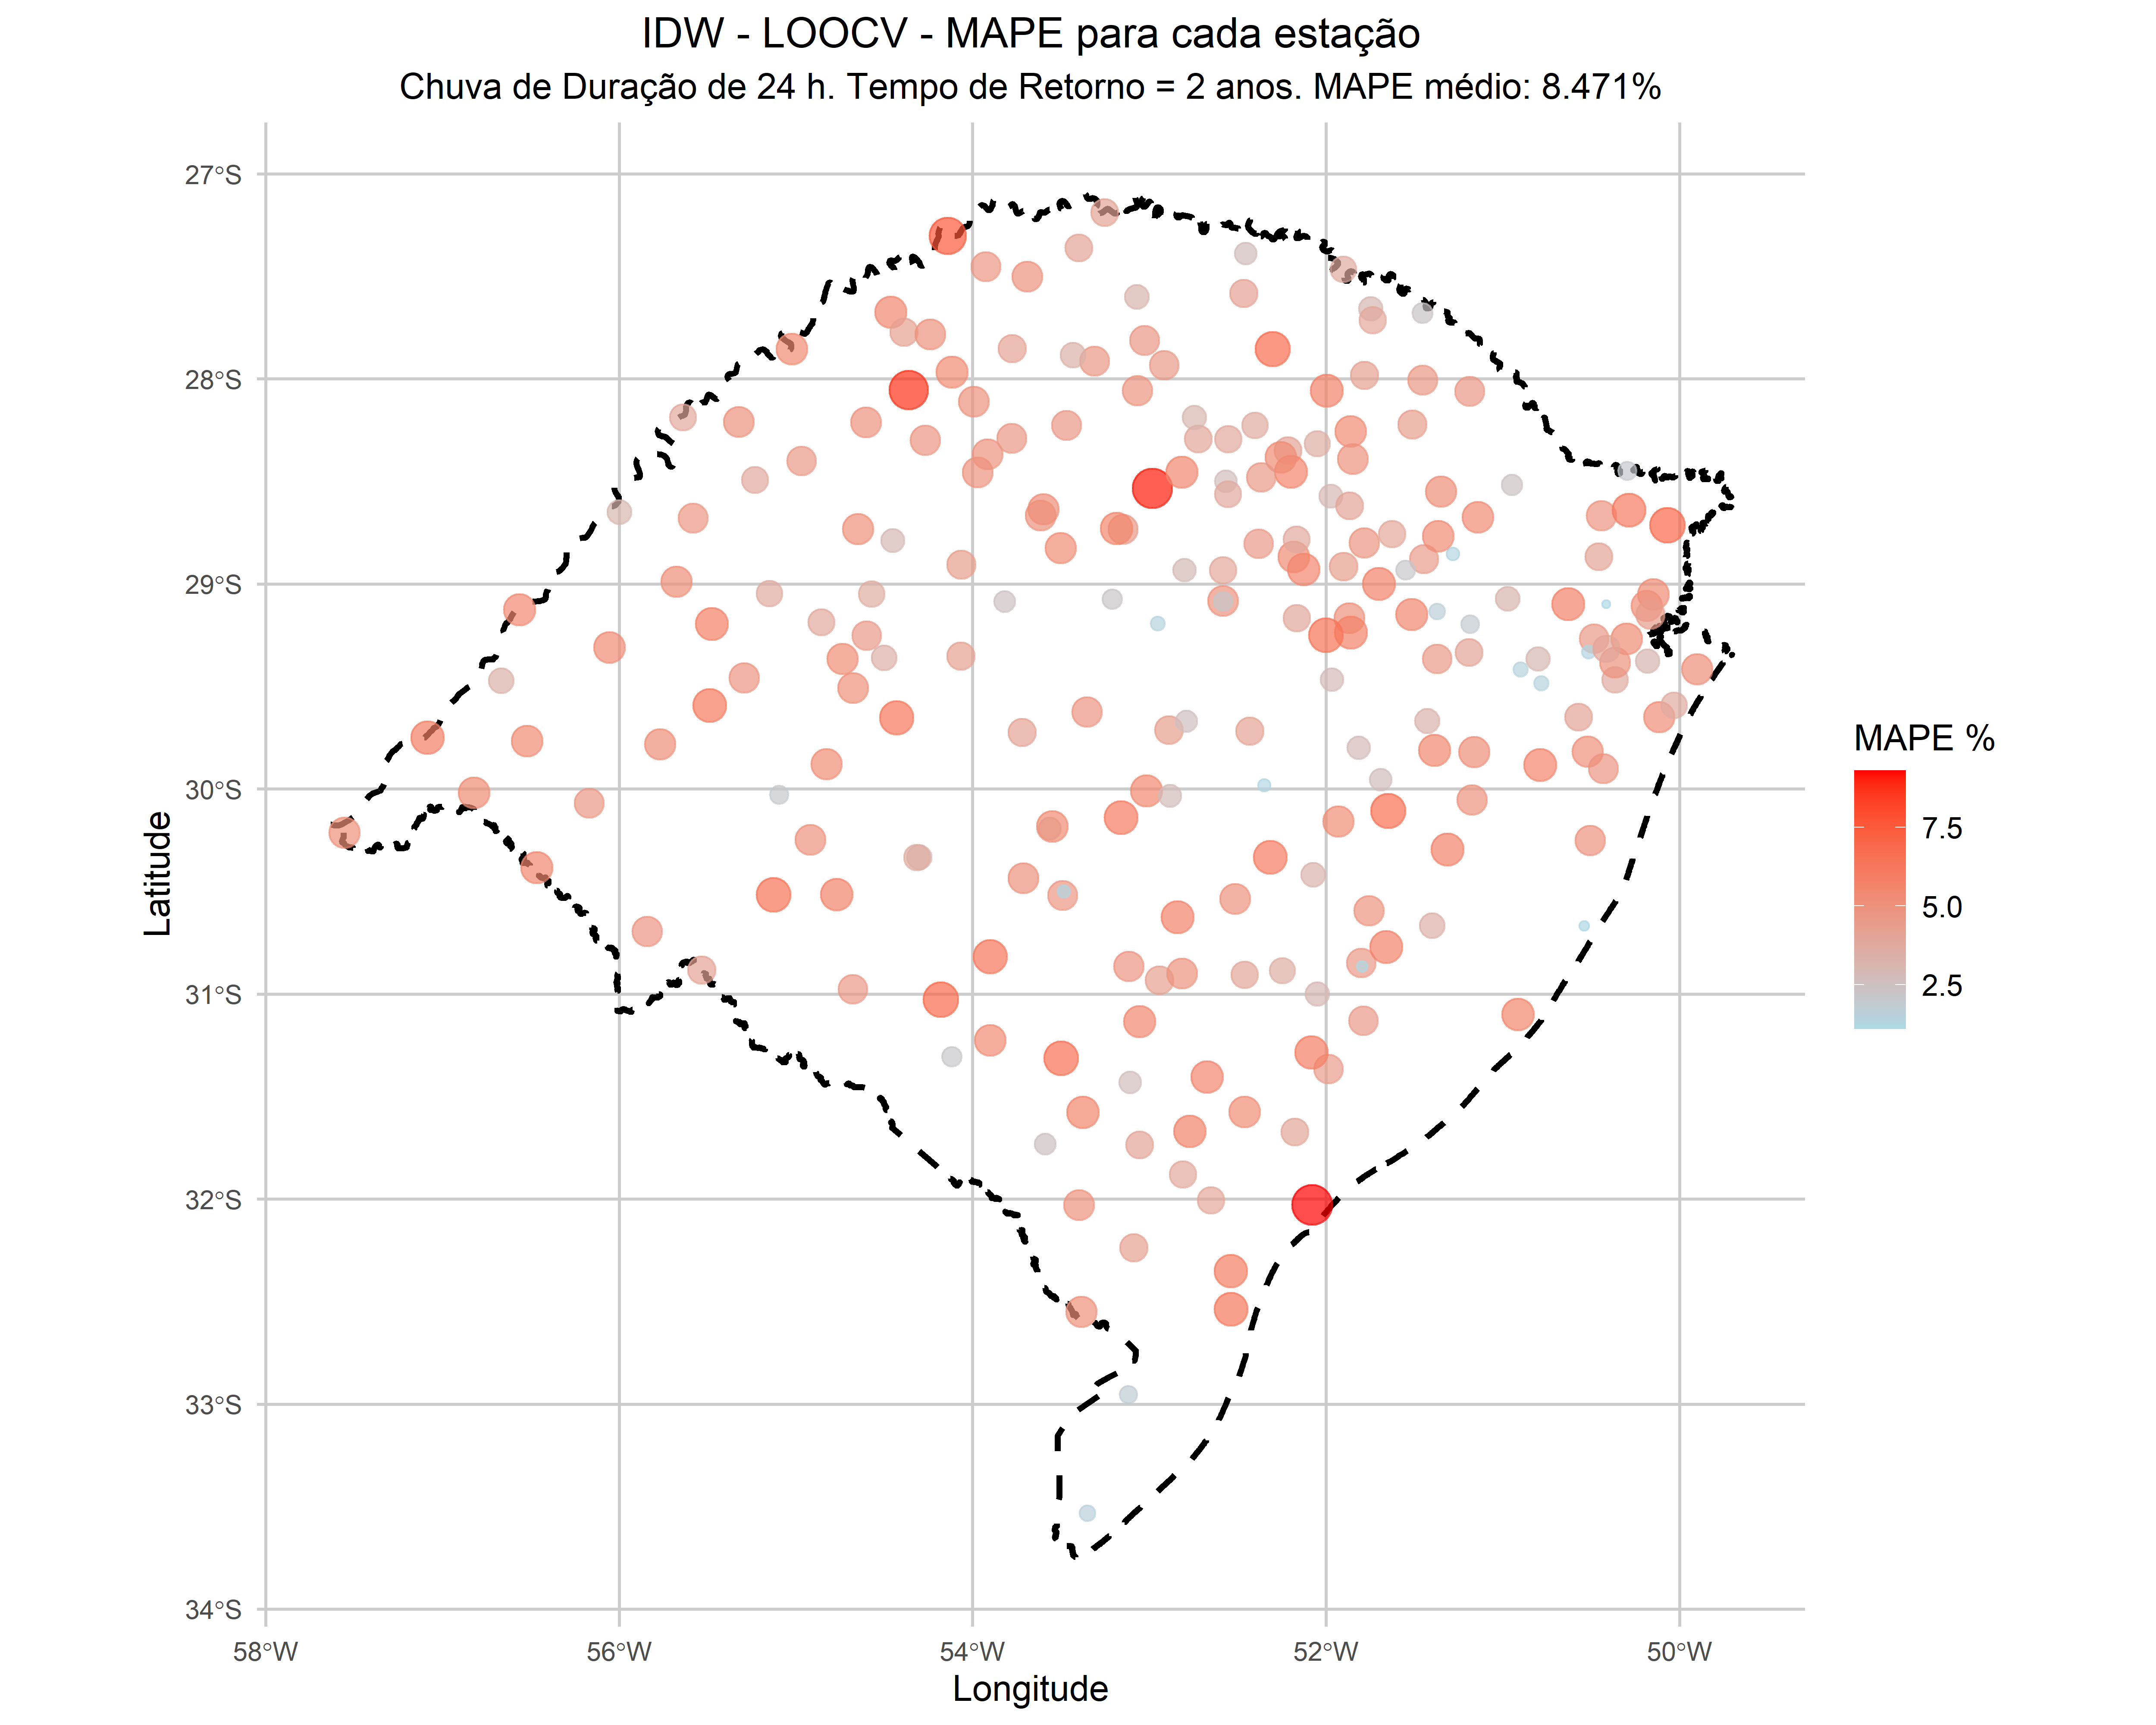 IDW - LOOCV - MAPE para cada estação
Chuva de Duração de 24 h. Tempo de Retorno = 2 anos. MAPE médio: 8.471%
27°S
28°S
29°S
30°S
31°S
32°S
33°S
34°S
Latitude
58°W
56°W
54°W
52°W
50°W
Longitude
MAPE %
7.5
5.0
2.5